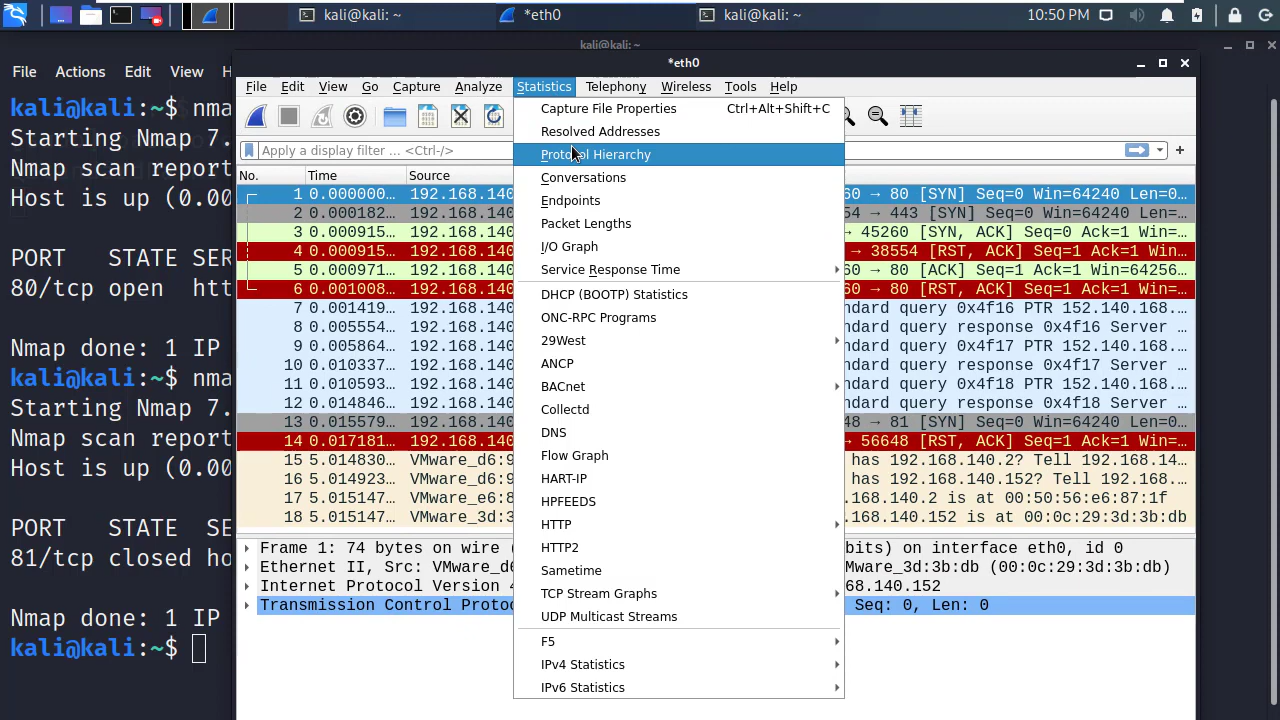 kali@kali: ~
*eth0
kali@kali: ~
10:50 PM
kali@kali: ~
File Actions Edit View H
kali@kali:~$ nma
Starting Nmap 7.
Nmap scan report
Host is up (0.00
PORT STATE SER
80/tcp open htt
Nmap done: 1 IP
kali@kali:~$ nma
Starting Nmap 7.
Nmap scan report
Host is up (0.00
PORT STATE SE
81/tcp closed ho
Nmap done: 1 IP
kali@kali:~$
*eth0
File Edit View Go Capture Analyze Statistics Telephony Wireless Tools Help
Apply a display filter ... <Ctrl-/>
No. Time Source
1 0.000000… 192.168.140 60 → 80 [SYN] Seq=0 Win=64240 Len=0…
2 0.000182… 192.168.140 54 → 443 [SYN] Seq=0 Win=64240 Len=…
3 0.000915… 192.168.140 45260 [SYN, ACK] Seq=0 Ack=1 Win…
4 0.000915… 192.168.140 → 38554 [RST, ACK] Seq=1 Ack=1 Win…
5 0.000971… 192.168.140 60 → 80 [ACK] Seq=1 Ack=1 Win=64256…
6 0.001008… 192.168.140 60 → 80 [RST, ACK] Seq=1 Ack=1 Win=…
7 0.001419… 192.168.140 ndard query 0x4f16 PTR 152.140.168.…
8 0.005554… 192.168.140 ndard query response 0x4f16 Server …
9 0.005864… 192.168.140 ndard query 0x4f17 PTR 152.140.168.…
10 0.010337… 192.168.140 ndard query response 0x4f17 Server …
11 0.010593… 192.168.140 ndard query 0x4f18 PTR 152.140.168.…
12 0.014846… 192.168.140 ndard query response 0x4f18 Server …
13 0.015579… 192.168.140 48 → 81 [SYN] Seq=0 Win=64240 Len=0…
14 0.017181… 192.168.140 → 56648 [RST, ACK] Seq=1 Ack=1 Win=…
15 5.014830… VMware_d6:9 has 192.168.140.2? Tell 192.168.14…
16 5.014923… VMware_d6:9 has 192.168.140.152? Tell 192.168.…
17 5.015147… VMware_e6:8 .168.140.2 is at 00:50:56:e6:87:1f
18 5.015147… VMware_3d:3 .168.140.152 is at 00:0c:29:3d:3b:db
Frame 1: 74 bytes on wire ( bits) on interface eth0, id 0
Ethernet II, Src: VMware_d6 Mware_3d:3b:db (00:0c:29:3d:3b:db)
Internet Protocol Version 4 68.140.152
Transmission Control Protoc Seq: 0, Len: 0
Capture File Properties Ctrl+Alt+Shift+C
Resolved Addresses
Protocol Hierarchy
Conversations
Endpoints
Packet Lengths
I/O Graph
Service Response Time
DHCP (BOOTP) Statistics
ONC-RPC Programs
29West
ANCP
BACnet
Collectd
DNS
Flow Graph
HART-IP
HPFEEDS
HTTP
HTTP2
Sametime
TCP Stream Graphs
UDP Multicast Streams
F5
IPv4 Statistics
IPv6 Statistics